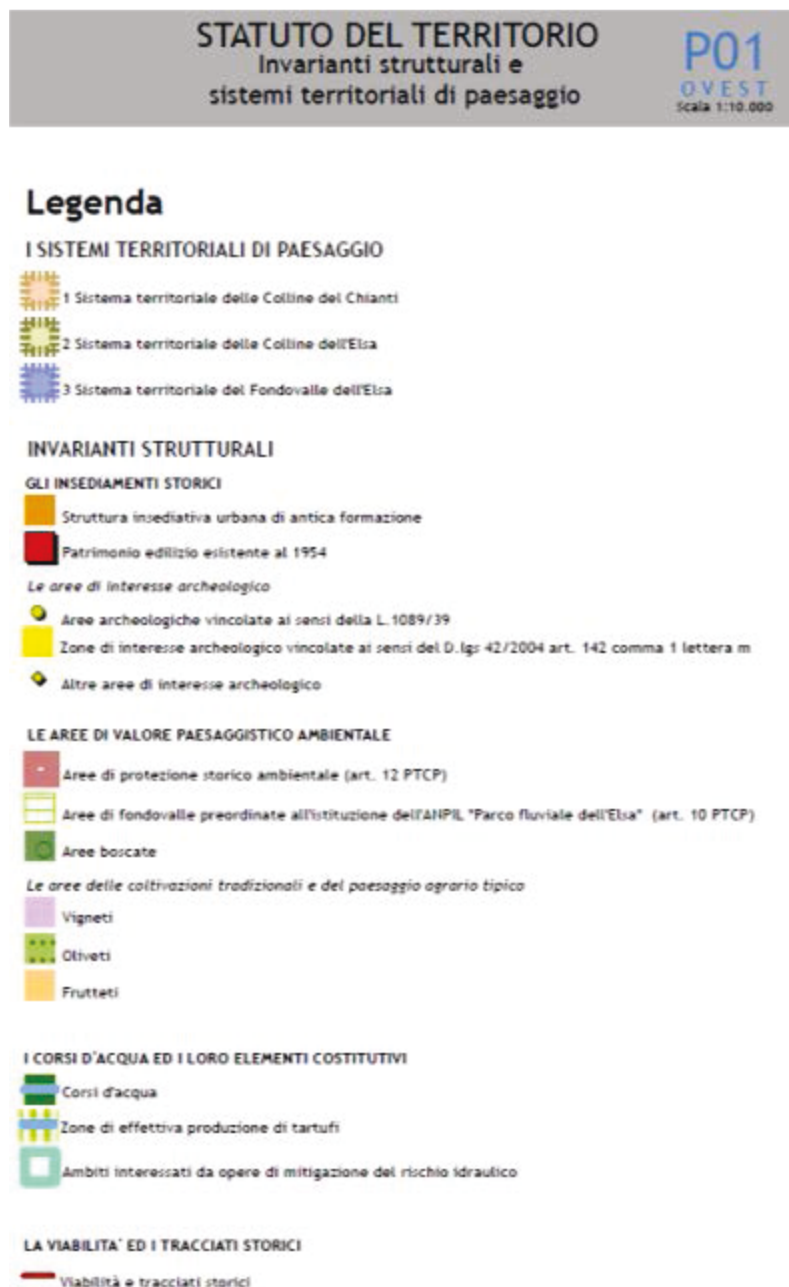 STATUTO DEL TERRITORIO
Invarianti strutturali e
sistemi territoriali di paesaggio
P01
OVEST
Scala 1:10.000
Legenda
I SISTEMI TERRITORIALI DI PAESAGGIO
1 Sistema territoriale delle Colline del Chianti
2 Sistema territoriale delle Colline dell'Elsa
3 Sistema territoriale del Fondovalle dell'Elsa
INVARIANTI STRUTTURALI
GLI INSEDIAMENTI STORICI
Struttura insediativa urbana di antica formazione
Patrimonio edilizio esistente al 1954
Le aree di interesse archeologico
Aree archeologiche vincolate ai sensi della L.1089/39
Zone di interesse archeologico vincolate ai sensi del D.lgs 42/2004 art. 142 comma 1 lettera m
Altre aree di interesse archeologico
LE AREE DI VALORE PAESAGGISTICO AMBIENTALE
Aree di protezione storico ambientale (art. 12 PTCP)
Aree di fondovalle preordinate all'istituzione dell'ANPIL "Parco fluviale dell'Elsa" (art. 10 PTCP)
Aree boscate
Le aree delle coltivazioni tradizionali e del paesaggio agrario tipico
Vigneti
Oliveti
Frutteti
I CORSI D'ACQUA ED I LORO ELEMENTI COSTITUTIVI
Corsi d'acqua
Zone di effettiva produzione di tartufi
Ambiti interessati da opere di mitigazione del rischio idraulico
LA VIABILITA' ED I TRACCIATI STORICI
Viabilità e tracciati storici